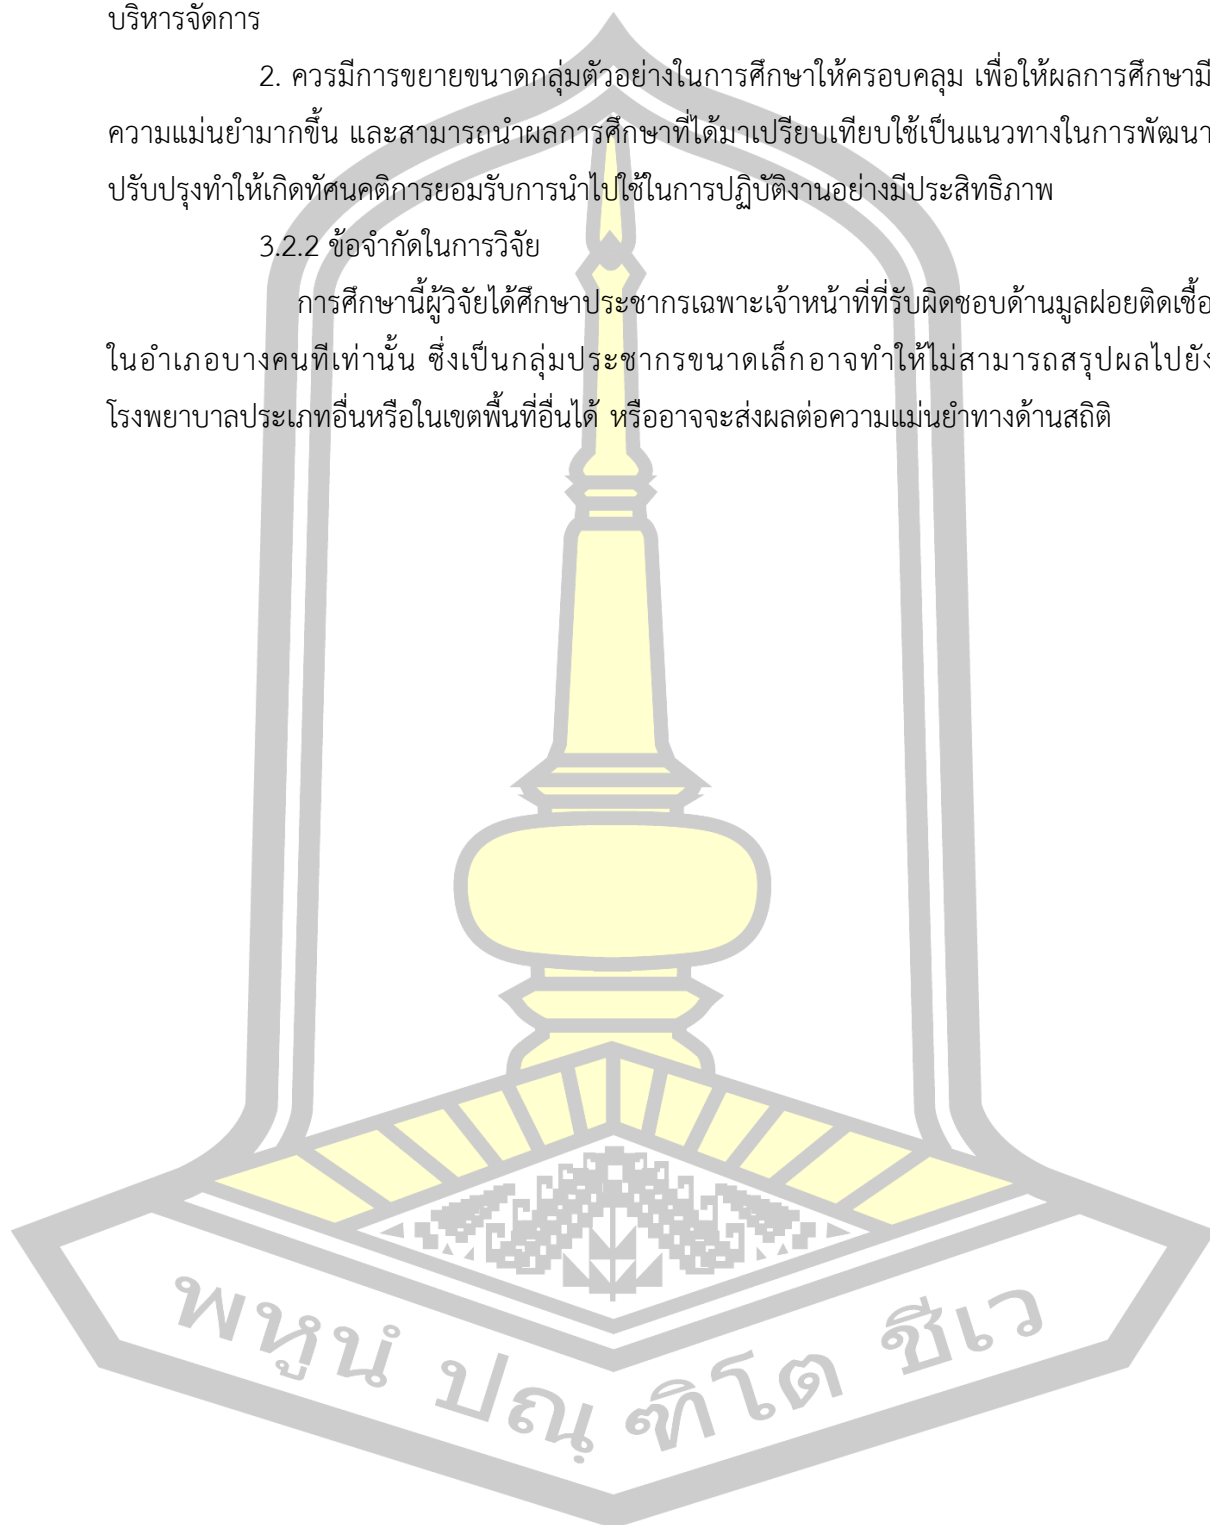 บริหารจัดการ
2. ควรมีการขยายขนาดกลุ่มตัวอย่างในการศึกษาให้ครอบคลุม เพื่อให้ผลการศึกษามี
ความแม่นยำมากขึ้น และสามารถนำผลการศึกษาที่ได้มาเปรียบเทียบใช้เป็นแนวทางในการพัฒนา
ปรับปรุงทำให้เกิดทัศนคติการยอมรับการนำไปใช้ในการปฏิบัติงานอย่างมีประสิทธิภาพ
3.2.2 ข้อจำกัดในการวิจัย
การศึกษานี้ผู้วิจัยได้ศึกษาประชากรเฉพาะเจ้าหน้าที่ที่รับผิดชอบด้านมูลฝอยติดเชื้อ
ในอำเภอบางคนทีเท่านั้น ซึ่งเป็นกลุ่มประชากรขนาดเล็กอาจทำให้ไม่สามารถสรุปผลไปยัง
โรงพยาบาลประเภทอื่นหรือในเขตพื้นที่อื่นได้ หรืออาจจะส่งผลต่อความแม่นยำทางด้านสถิติ
พหูนํ ปณฺ ฑิโต ชีเว